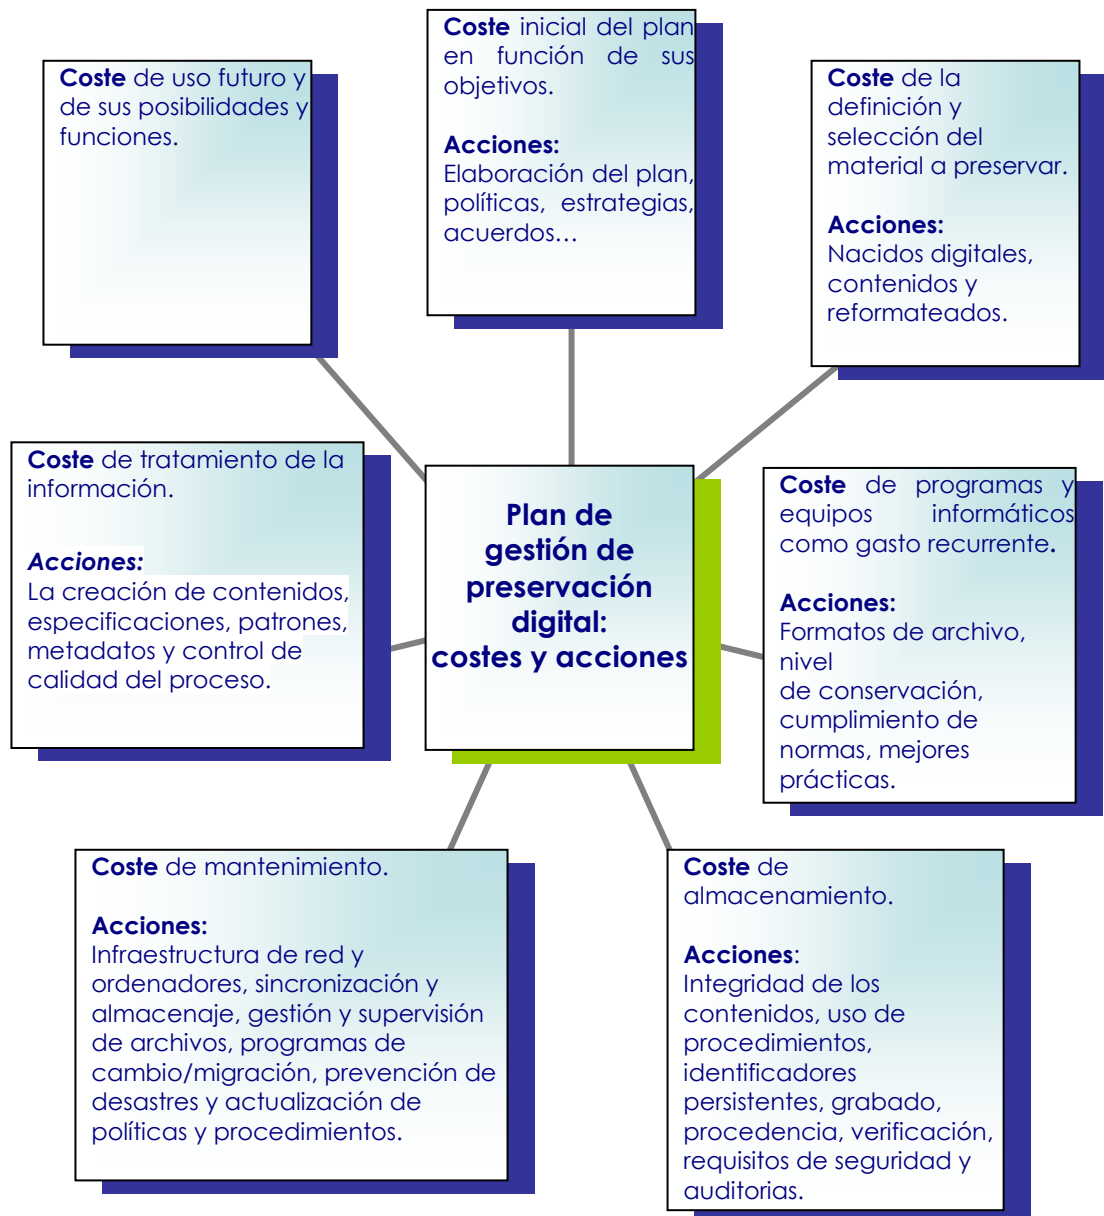 Coste inicial del plan
en función de sus
objetivos.
Acciones:
Elaboración del plan,
políticas, estrategias,
acuerdos…
Coste de uso futuro y
de sus posibilidades y
funciones.
Coste de la
definición y
selección del
material a preservar.
Acciones:
Nacidos digitales,
contenidos y
reformateados.
Coste de tratamiento de la
información.
Acciones:
La creación de contenidos,
especificaciones, patrones,
metadatos y control de
calidad del proceso.
Plan de
gestión de
preservación
digital:
costes y acciones
Coste de programas y
equipos informáticos
como gasto recurrente.
Acciones:
Formatos de archivo,
nivel
de conservación,
cumplimiento de
normas, mejores
prácticas.
Coste de mantenimiento.
Acciones:
Infraestructura de red y
ordenadores, sincronización y
almacenaje, gestión y supervisión
de archivos, programas de
cambio/migración, prevención de
desastres y actualización de
políticas y procedimientos.
Coste de
almacenamiento.
Acciones:
Integridad de los
contenidos, uso de
procedimientos,
identificadores
persistentes, grabado,
procedencia, verificación,
requisitos de seguridad y
auditorias.